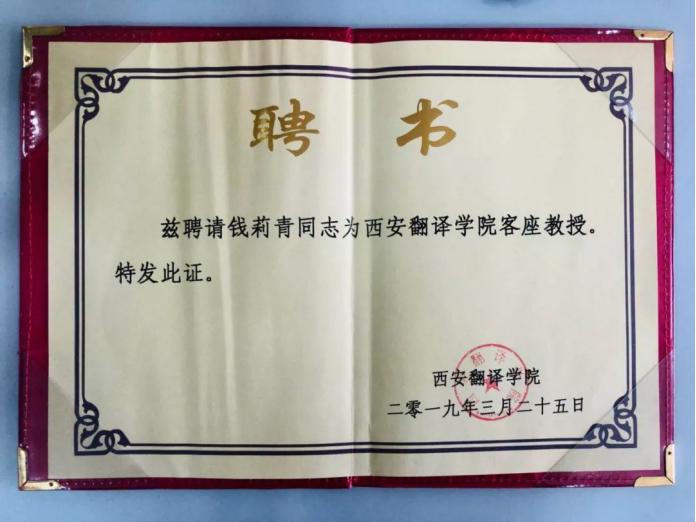 聘书
兹聘请钱莉青同志为西安翻译学院客座教授。
特发此证。
西安翻译学院
二零一九年三月二十五日